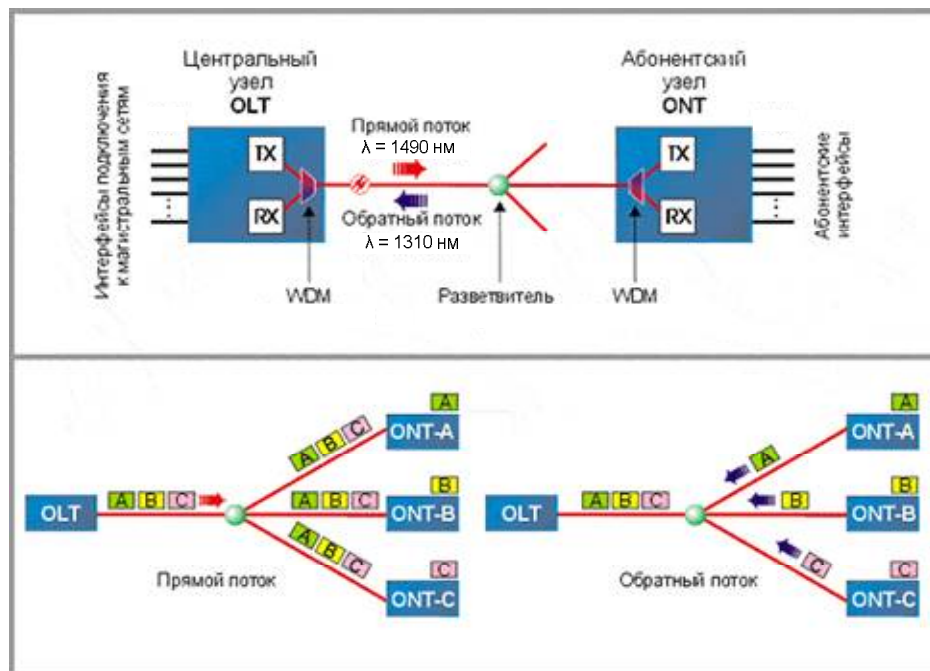 Центральный
узел
OLT
Абонентский
узел
ONT
Интерфейсы подключения
к магистральным сетям
TX
RX
Прямой поток
λ = 1490 нм
Обратный поток
λ = 1310 нм
TX
RX
Абонентские
интерфейсы
WDM
Разветвитель
WDM
OLT
A B C
A B C
A B C
A B C
A
ONT-A
B
ONT-B
C
ONT-C
Прямой поток
OLT
A B C
A
B
C
A
ONT-A
B
ONT-B
C
ONT-C
Обратный поток